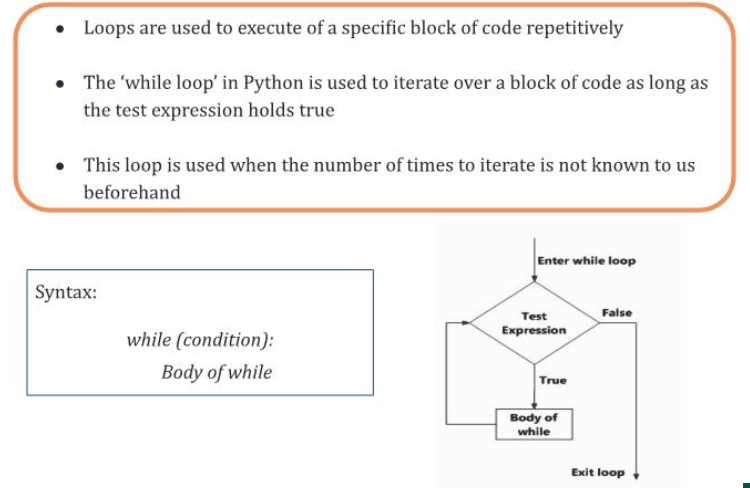 • Loops are used to execute of a specific block of code repetitively
• The ‘while loop’ in Python is used to iterate over a block of code as long as
the test expression holds true
• This loop is used when the number of times to iterate is not known to us
beforehand
Syntax:
while (condition):
Body of while
Enter while loop
Test
Expression
False
True
Body of
while
Exit loop